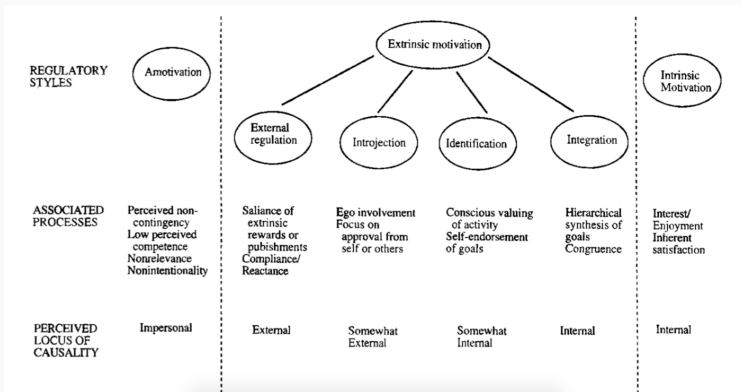 Extrinsic motivation
REGULATORY
STYLES
Amotivation
Intrinsic
Motivation
External
regulation
Introjection
Identification
Integration
ASSOCIATED
PROCESSES
Perceived non-
contingency
Low perceived
competence
Nonrelevance
Nonintentionality
Saliance of
extrinsic
rewards or
pubishments
Compliance/
Reactance
Ego involvement
Focus on
approval from
self or others
Conscious valuing
of activity
Self-endorsement
of goals
Hierarchical
synthesis of
goals
Congruence
Interest/
Enjoyment
Inherent
satisfaction
PERCEIVED
LOCUS OF
CAUSALITY
Impersonal
External
Somewhat
External
Somewhat
Internal
Internal
Internal